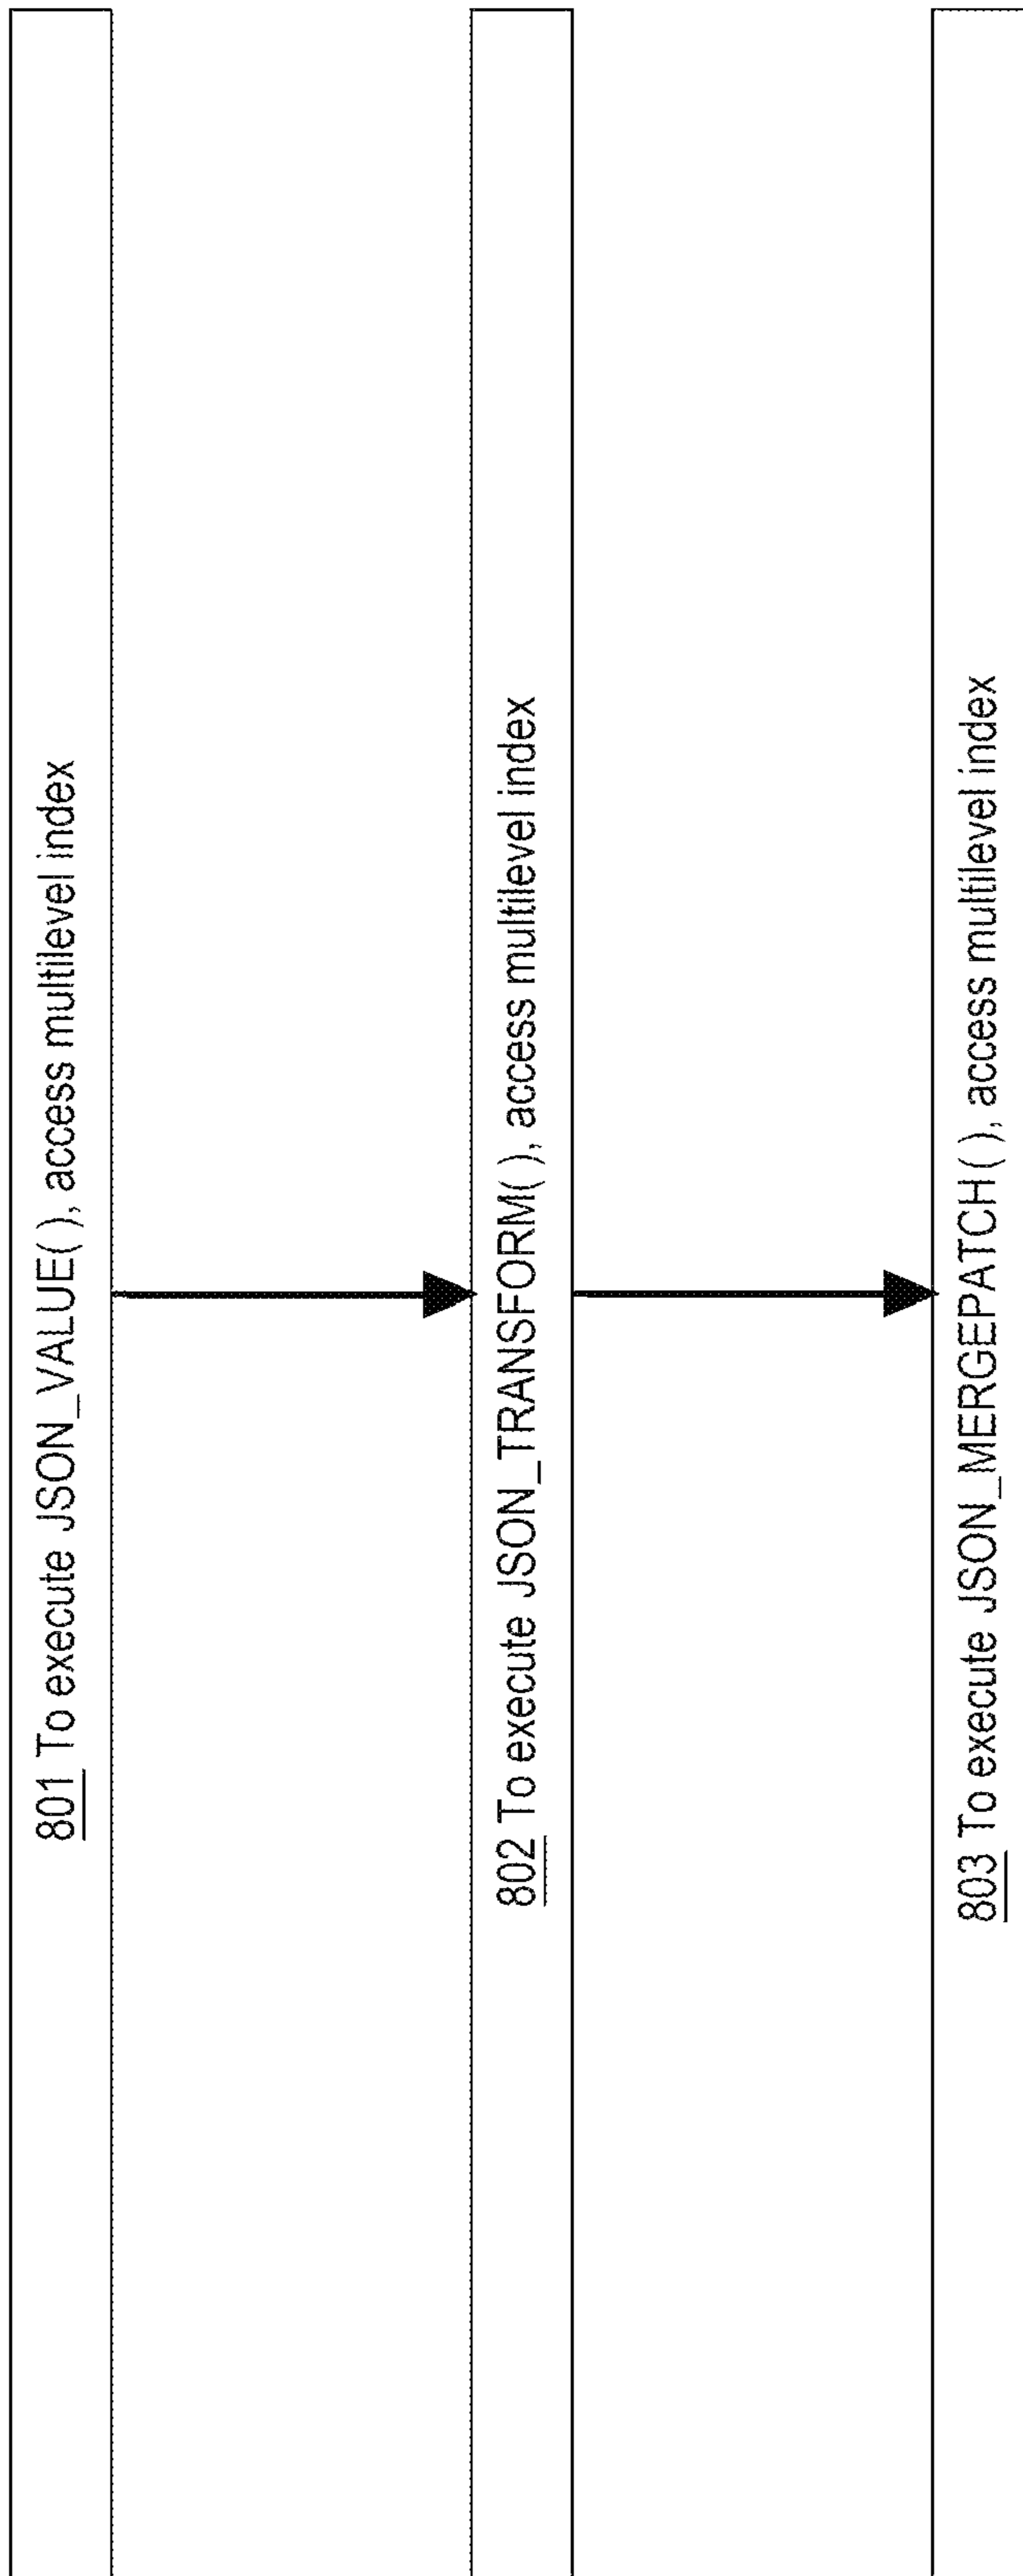 801 To execute JSON_VALUE( ), access multilevel index
802 To execute JSON_TRANSFORM( ), access multilevel index
803 To execute JSON_MERGEPATCH( ), access multilevel index